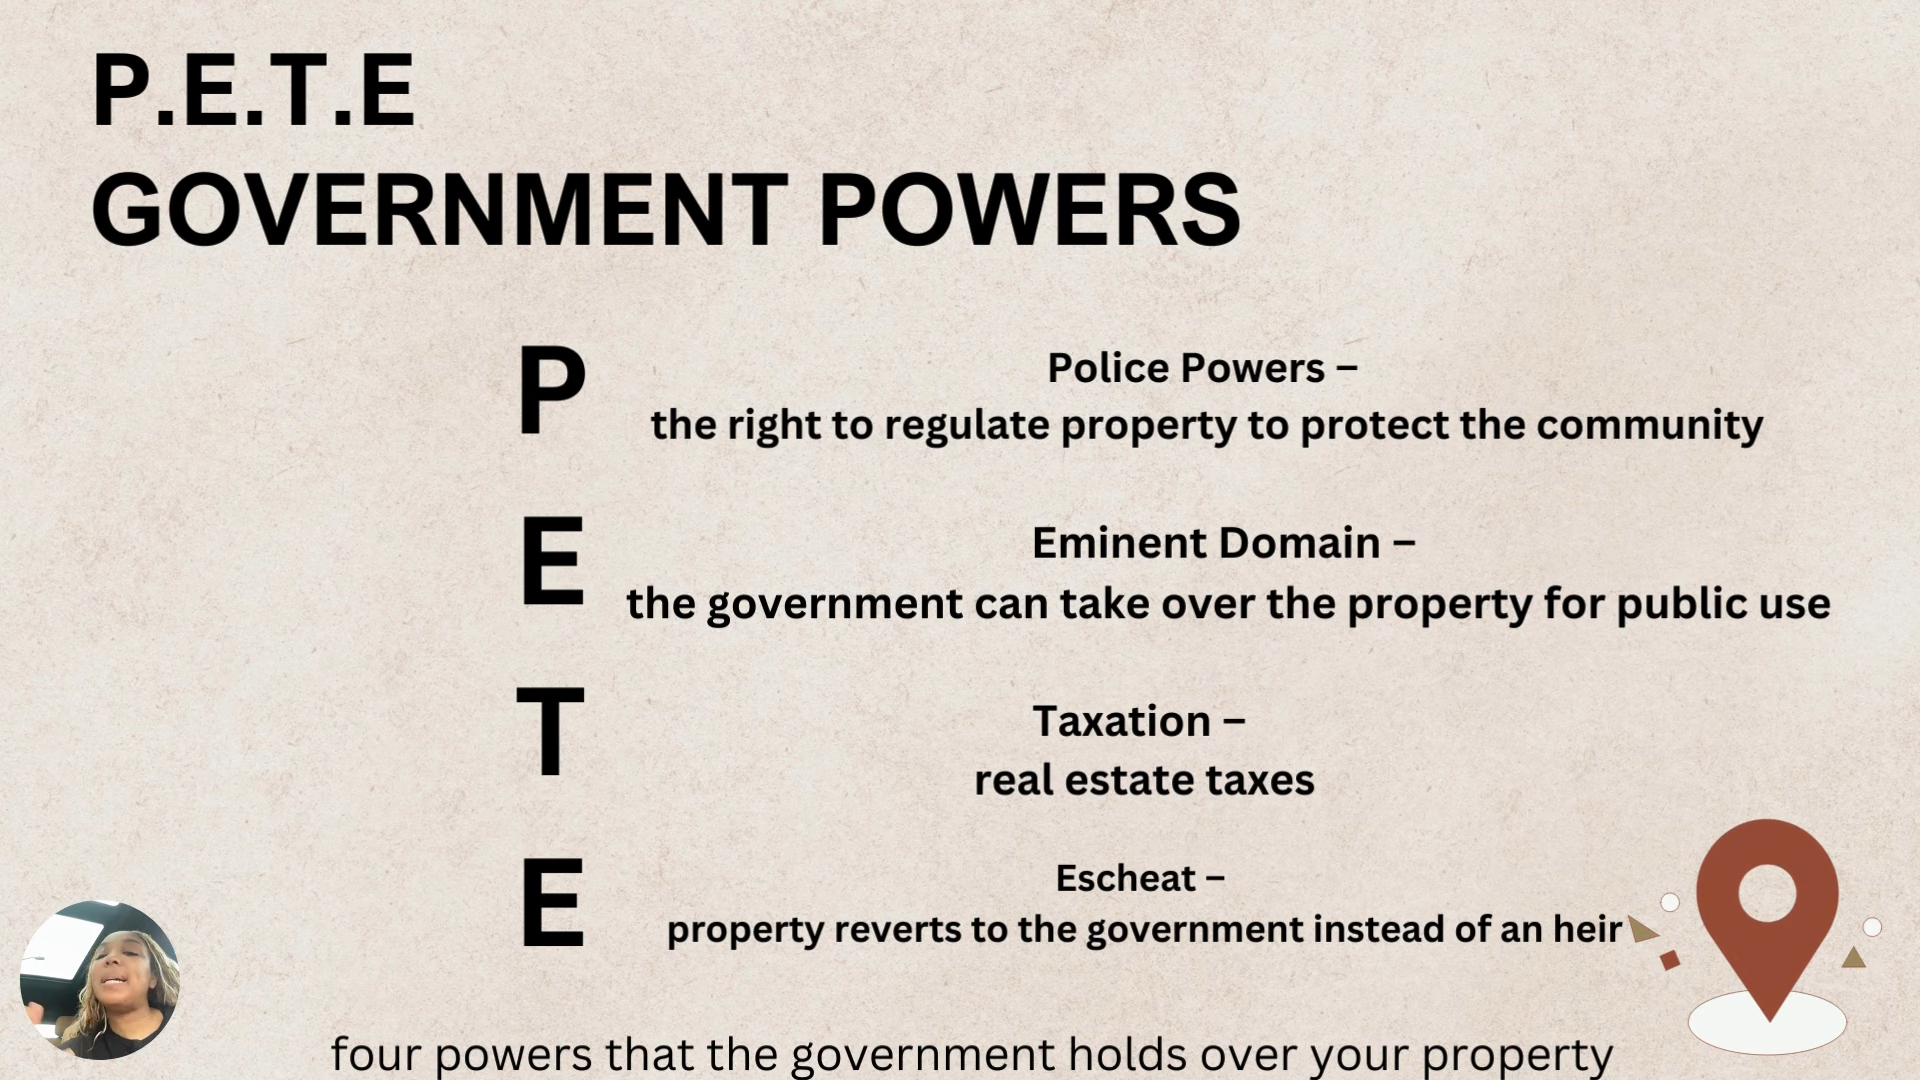 P.E.T.E
GOVERNMENT POWERS
P
Police Powers –
the right to regulate property to protect the community
E
Eminent Domain –
the government can take over the property for public use
T
Taxation –
real estate taxes
E
Escheat –
property reverts to the government instead of an heir
four powers that the government holds over your property